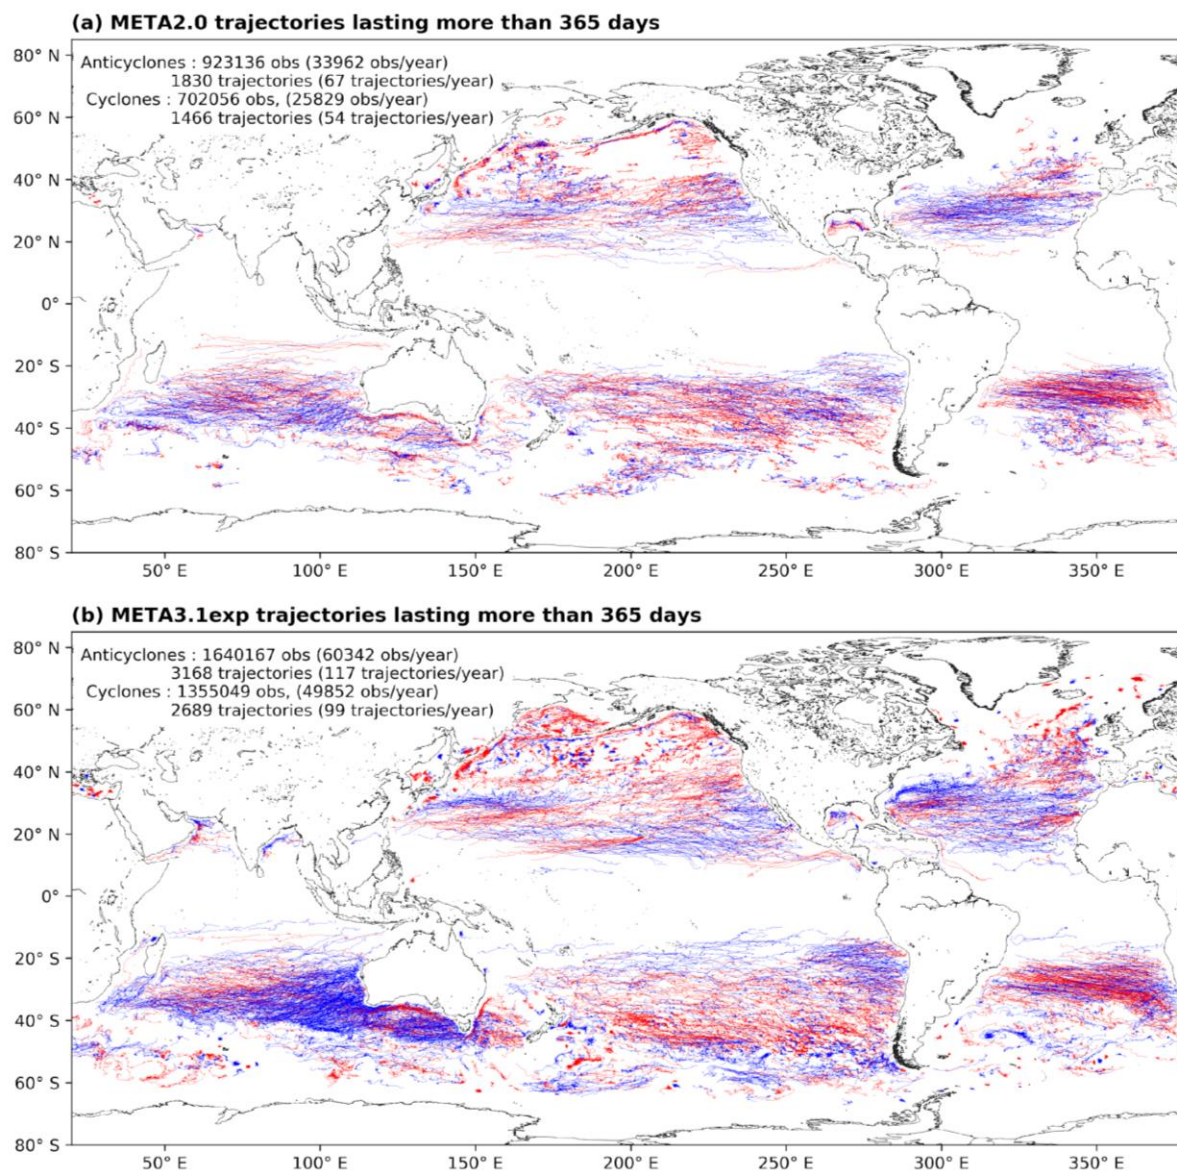 (a) META2.0 trajectories lasting more than 365 days
80° N
Anticyclones : 923136 obs (33962 obs/year)
1830 trajectories (67 trajectories/year)
Cyclones : 702056 obs, (25829 obs/year)
1466 trajectories (54 trajectories/year)
60° N
40° N
20° N
0°
20° S
40° S
60° S
80° S
50° E 100° E 150° E 200° E 250° E 300° E 350° E
(b) META3.1exp trajectories lasting more than 365 days
80° N
Anticyclones : 1640167 obs (60342 obs/year)
3168 trajectories (117 trajectories/year)
Cyclones : 1355049 obs, (49852 obs/year)
2689 trajectories (99 trajectories/year)
60° N
40° N
20° N
0°
20° S
40° S
60° S
80° S
50° E 100° E 150° E 200° E 250° E 300° E 350° E